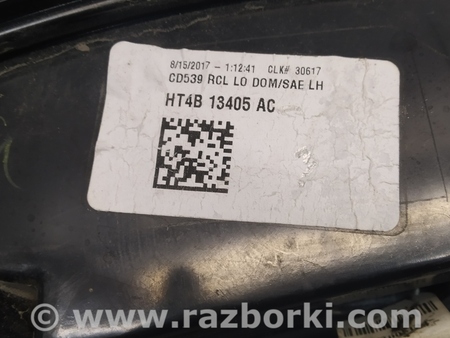 8/15/2017 - 1:12:41 CLK# 30617
CD539 RCL LO DOM/SAE LH
HT4B 13405 AC
www.razborki.com